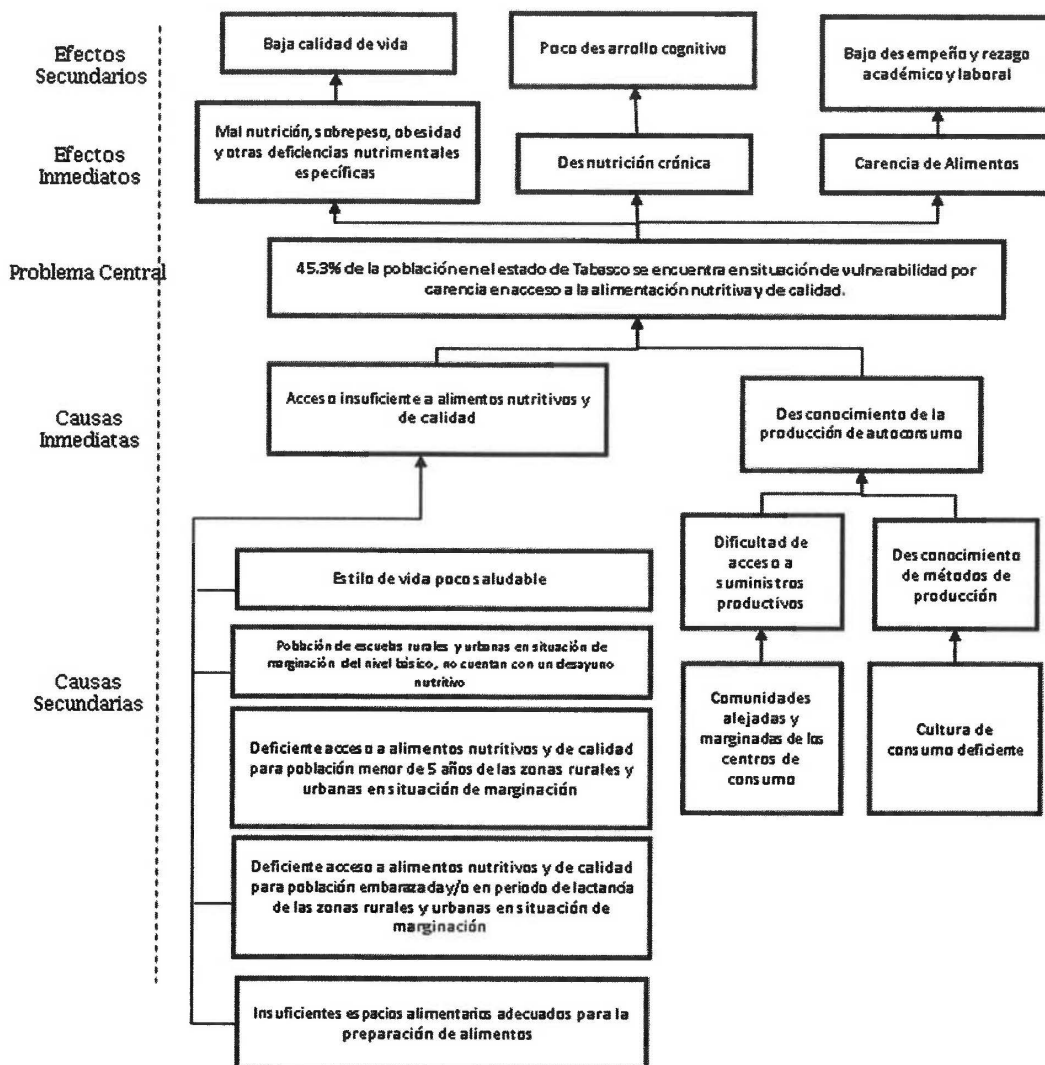 Efectos
Secundarios
Baja calidad de vida
Poco desarrollo cognitivo
Bajo desempeño y rezago
académico y laboral
Efectos
Inmediatos
Mal nutrición, sobrepeso, obesidad
y otras deficiencias nutrimentales
específicas
Desnutrición crónica
Carencia de Alimentos
Problema Central
45.3% de la población en el estado de Tabasco se encuentra en situación de vulnerabilidad por
carencia en acceso a la alimentación nutritiva y de calidad.
Causas
Inmediatas
Acceso insuficiente a alimentos nutritivos y
de calidad
Desconocimiento de la
producción de autoconsumo
Causas
Secundarias
Estilo de vida poco saludable
Población de escuelas rurales y urbanas en situación de
marginación del nivel básico, no cuentan con un desayuno
nutritivo
Deficiente acceso a alimentos nutritivos y de calidad
para población menor de 5 años de las zonas rurales y
urbanas en situación de marginación
Deficiente acceso a alimentos nutritivos y de calidad
para población embarazada y/o en periodo de lactancia
de las zonas rurales y urbanas en situación de
marginación
Insuficientes espacios alimentarios adecuados para la
preparación de alimentos
Dificultad de
acceso a
suministros
productivos
Desconocimiento
de métodos de
producción
Comunidades
alejadas y
marginadas de los
centros de
consumo
Cultura de
consumo deficiente